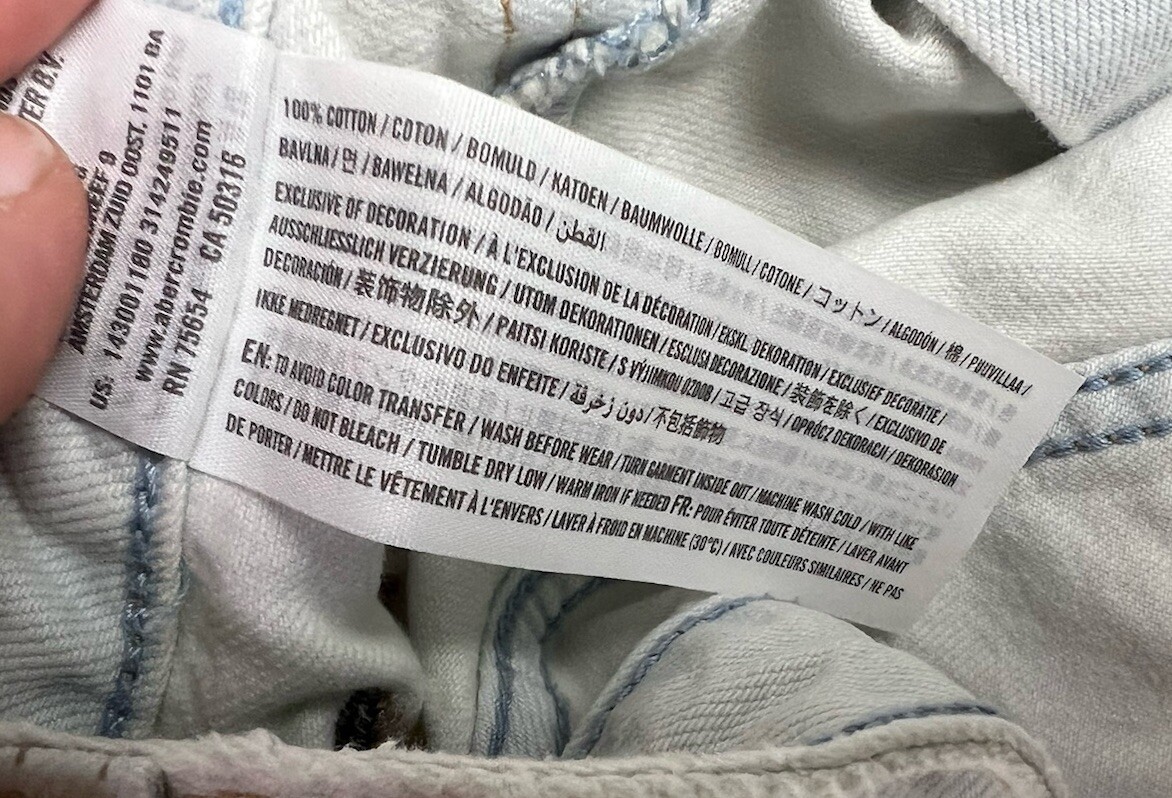 AMSTERDAM ZUID OOST, 1101 BA
US: 143001180 314249511
www.abercrombie.com
RN 75654 CA 50316
100% COTTON / COTON / BOMULD / KATOEN / BAUMWOLLE / BOMULL / COTONE / コットン / ALGODÓN / 棉 / PUUVILLAA /
BAVLNA / 면 / BAWEŁNA / ALGODÃO / القطن
EXCLUSIVE OF DECORATION / À L'EXCLUSION DE LA DÉCORATION / EKSKL. DEKORATION / EXCLUSIEF DECORATIE /
AUSSCHLIESSLICH VERZIERUNG / UTOM DEKORATIONEN / ESCLUSA DECORAZIONE / 装飾を除く / EXCLUSIVO DE
DECORACIÓN / 装饰物除外 / PAITSI KORISTE / S VÝJIMKOU OZDOB / 고급 장식 / OPRÓCZ DEKORACJI / DEKORASJON
IKKE MEDREGNET / EXCLUSIVO DO ENFEITE / دون زخرفة / 不包括飾物
EN: TO AVOID COLOR TRANSFER / WASH BEFORE WEAR / TURN GARMENT INSIDE OUT / MACHINE WASH COLD / WITH LIKE
COLORS / DO NOT BLEACH / TUMBLE DRY LOW / WARM IRON IF NEEDED FR: POUR ÉVITER TOUTE DÉTEINTE / LAVER AVANT
DE PORTER / METTRE LE VÊTEMENT À L'ENVERS / LAVER À FROID EN MACHINE (30°C) / AVEC COULEURS SIMILAIRES / NE PAS